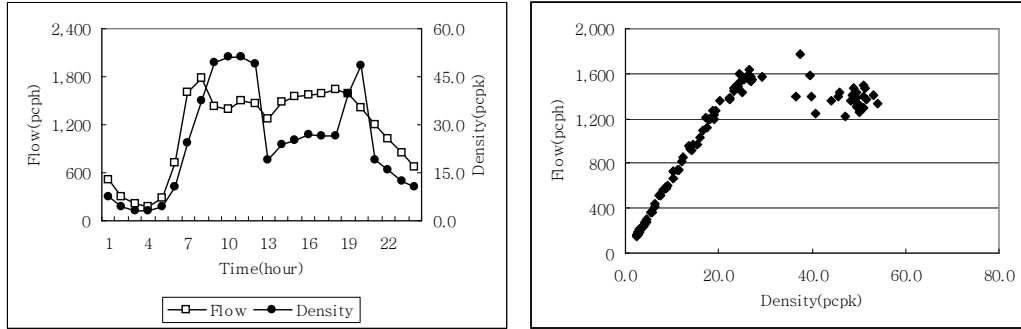 2,400
1,800
1,200
600
0
Flow(pcph)
60.0
45.0
30.0
15.0
0.0
Density(pcpk)
1 4 7 10 13 16 19 22
Time(hour)
Flow Density
2,000
1,600
1,200
800
400
0
Flow(pcph)
0.0 20.0 40.0 60.0 80.0
Density(pcpk)